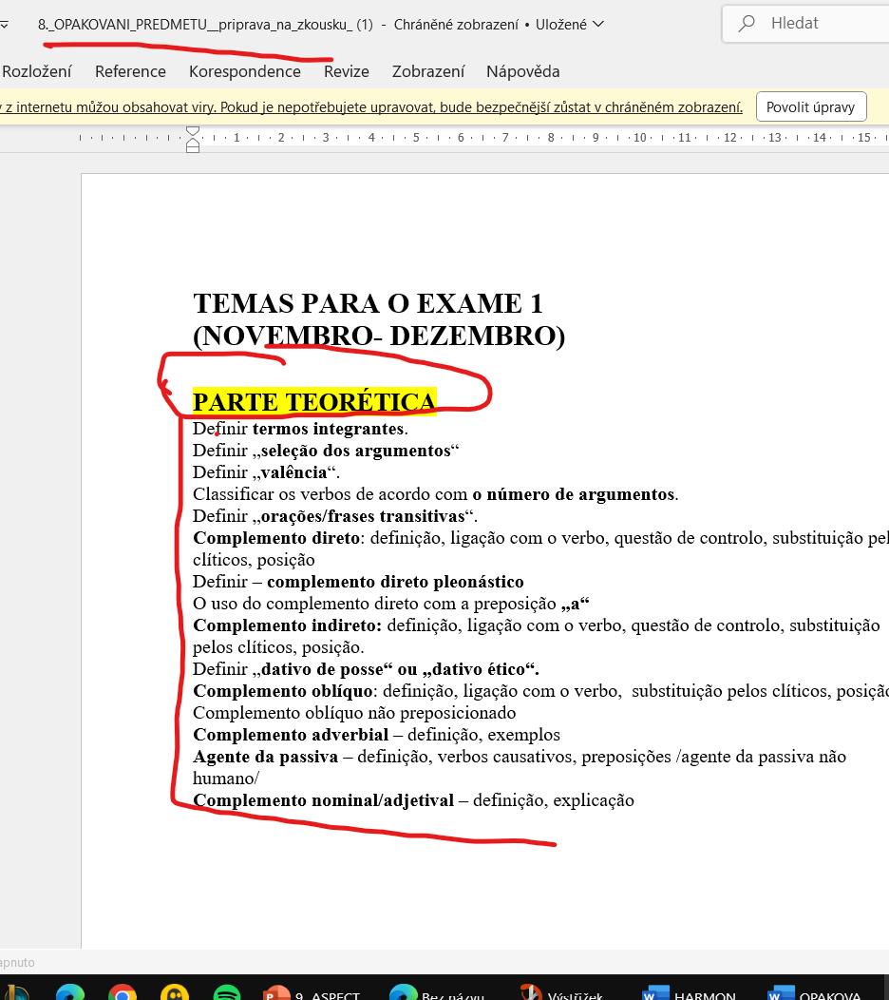 8._OPAKOVANI_PREDMETU__priprava_na_zkousku_ (1) - Chráněné zobrazení • Uložené
Hledat
Rozložení Reference Korespondence Revize Zobrazení Nápověda
z internetu můžou obsahovat viry. Pokud je nepotřebujete upravovat, bude bezpečnější zůstat v chráněném zobrazení. Povolit úpravy
1 2 3 4 5 6 7 8 9 10 11 12 13 14 15
TEMAS PARA O EXAME 1
(NOVEMBRO- DEZEMBRO)
PARTE TEORÉTICA
Definir termos integrantes.
Definir „seleção dos argumentos“
Definir „valência“.
Classificar os verbos de acordo com o número de argumentos.
Definir „orações/frases transitivas“.
Complemento direto: definição, ligação com o verbo, questão de controlo, substituição pel
clíticos, posição
Definir – complemento direto pleonástico
O uso do complemento direto com a preposição „a“
Complemento indireto: definição, ligação com o verbo, questão de controlo, substituição
pelos clíticos, posição.
Definir „dativo de posse“ ou „dativo ético“.
Complemento oblíquo: definição, ligação com o verbo,  substituição pelos clíticos, posição
Complemento oblíquo não preposicionado
Complemento adverbial – definição, exemplos
Agente da passiva – definição, verbos causativos, preposições /agente da passiva não
humano/
Complemento nominal/adjetival – definição, explicação
apnuto
9. ASPECT Bez názvu Výstřižek HARMON OPAKOVA